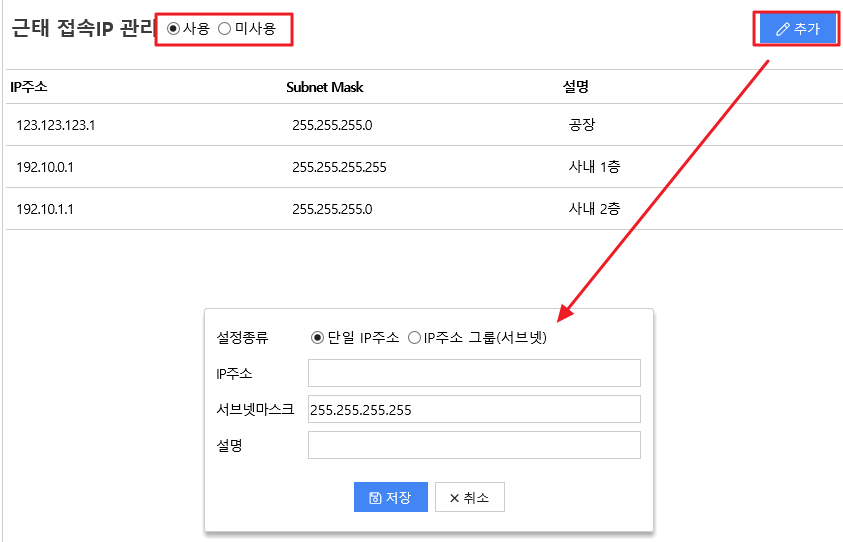 근태 접속IP 관리 사용 미사용 추가
IP주소 Subnet Mask 설명
123.123.123.1 255.255.255.0 공장
192.10.0.1 255.255.255.255 사내 1층
192.10.1.1 255.255.255.0 사내 2층
설정종류 단일 IP주소 IP주소 그룹(서브넷)
IP주소
서브넷마스크 255.255.255.255
설명
저장 취소